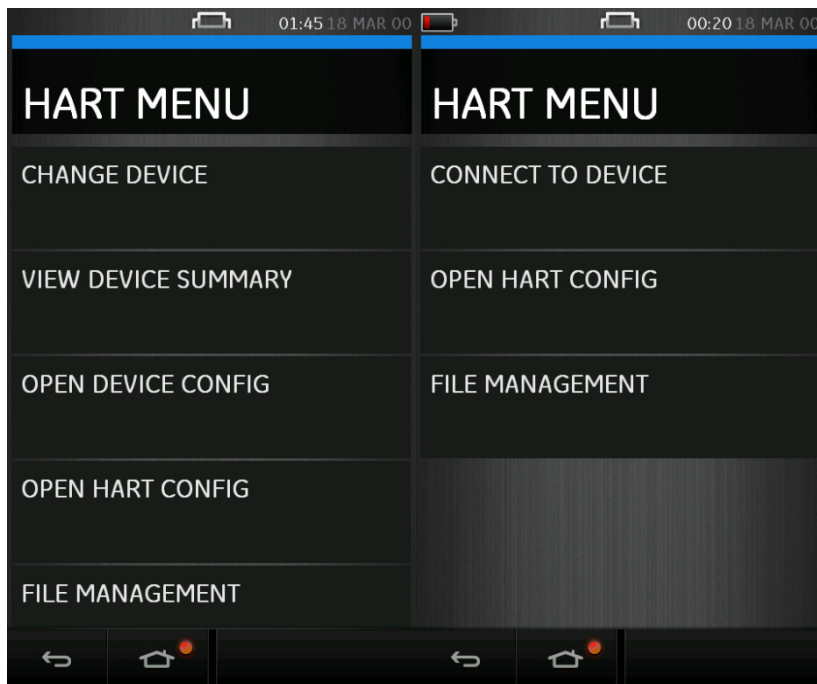 01:45 18 MAR 00
HART MENU
CHANGE DEVICE
VIEW DEVICE SUMMARY
OPEN DEVICE CONFIG
OPEN HART CONFIG
FILE MANAGEMENT
00:20 18 MAR 00
HART MENU
CONNECT TO DEVICE
OPEN HART CONFIG
FILE MANAGEMENT